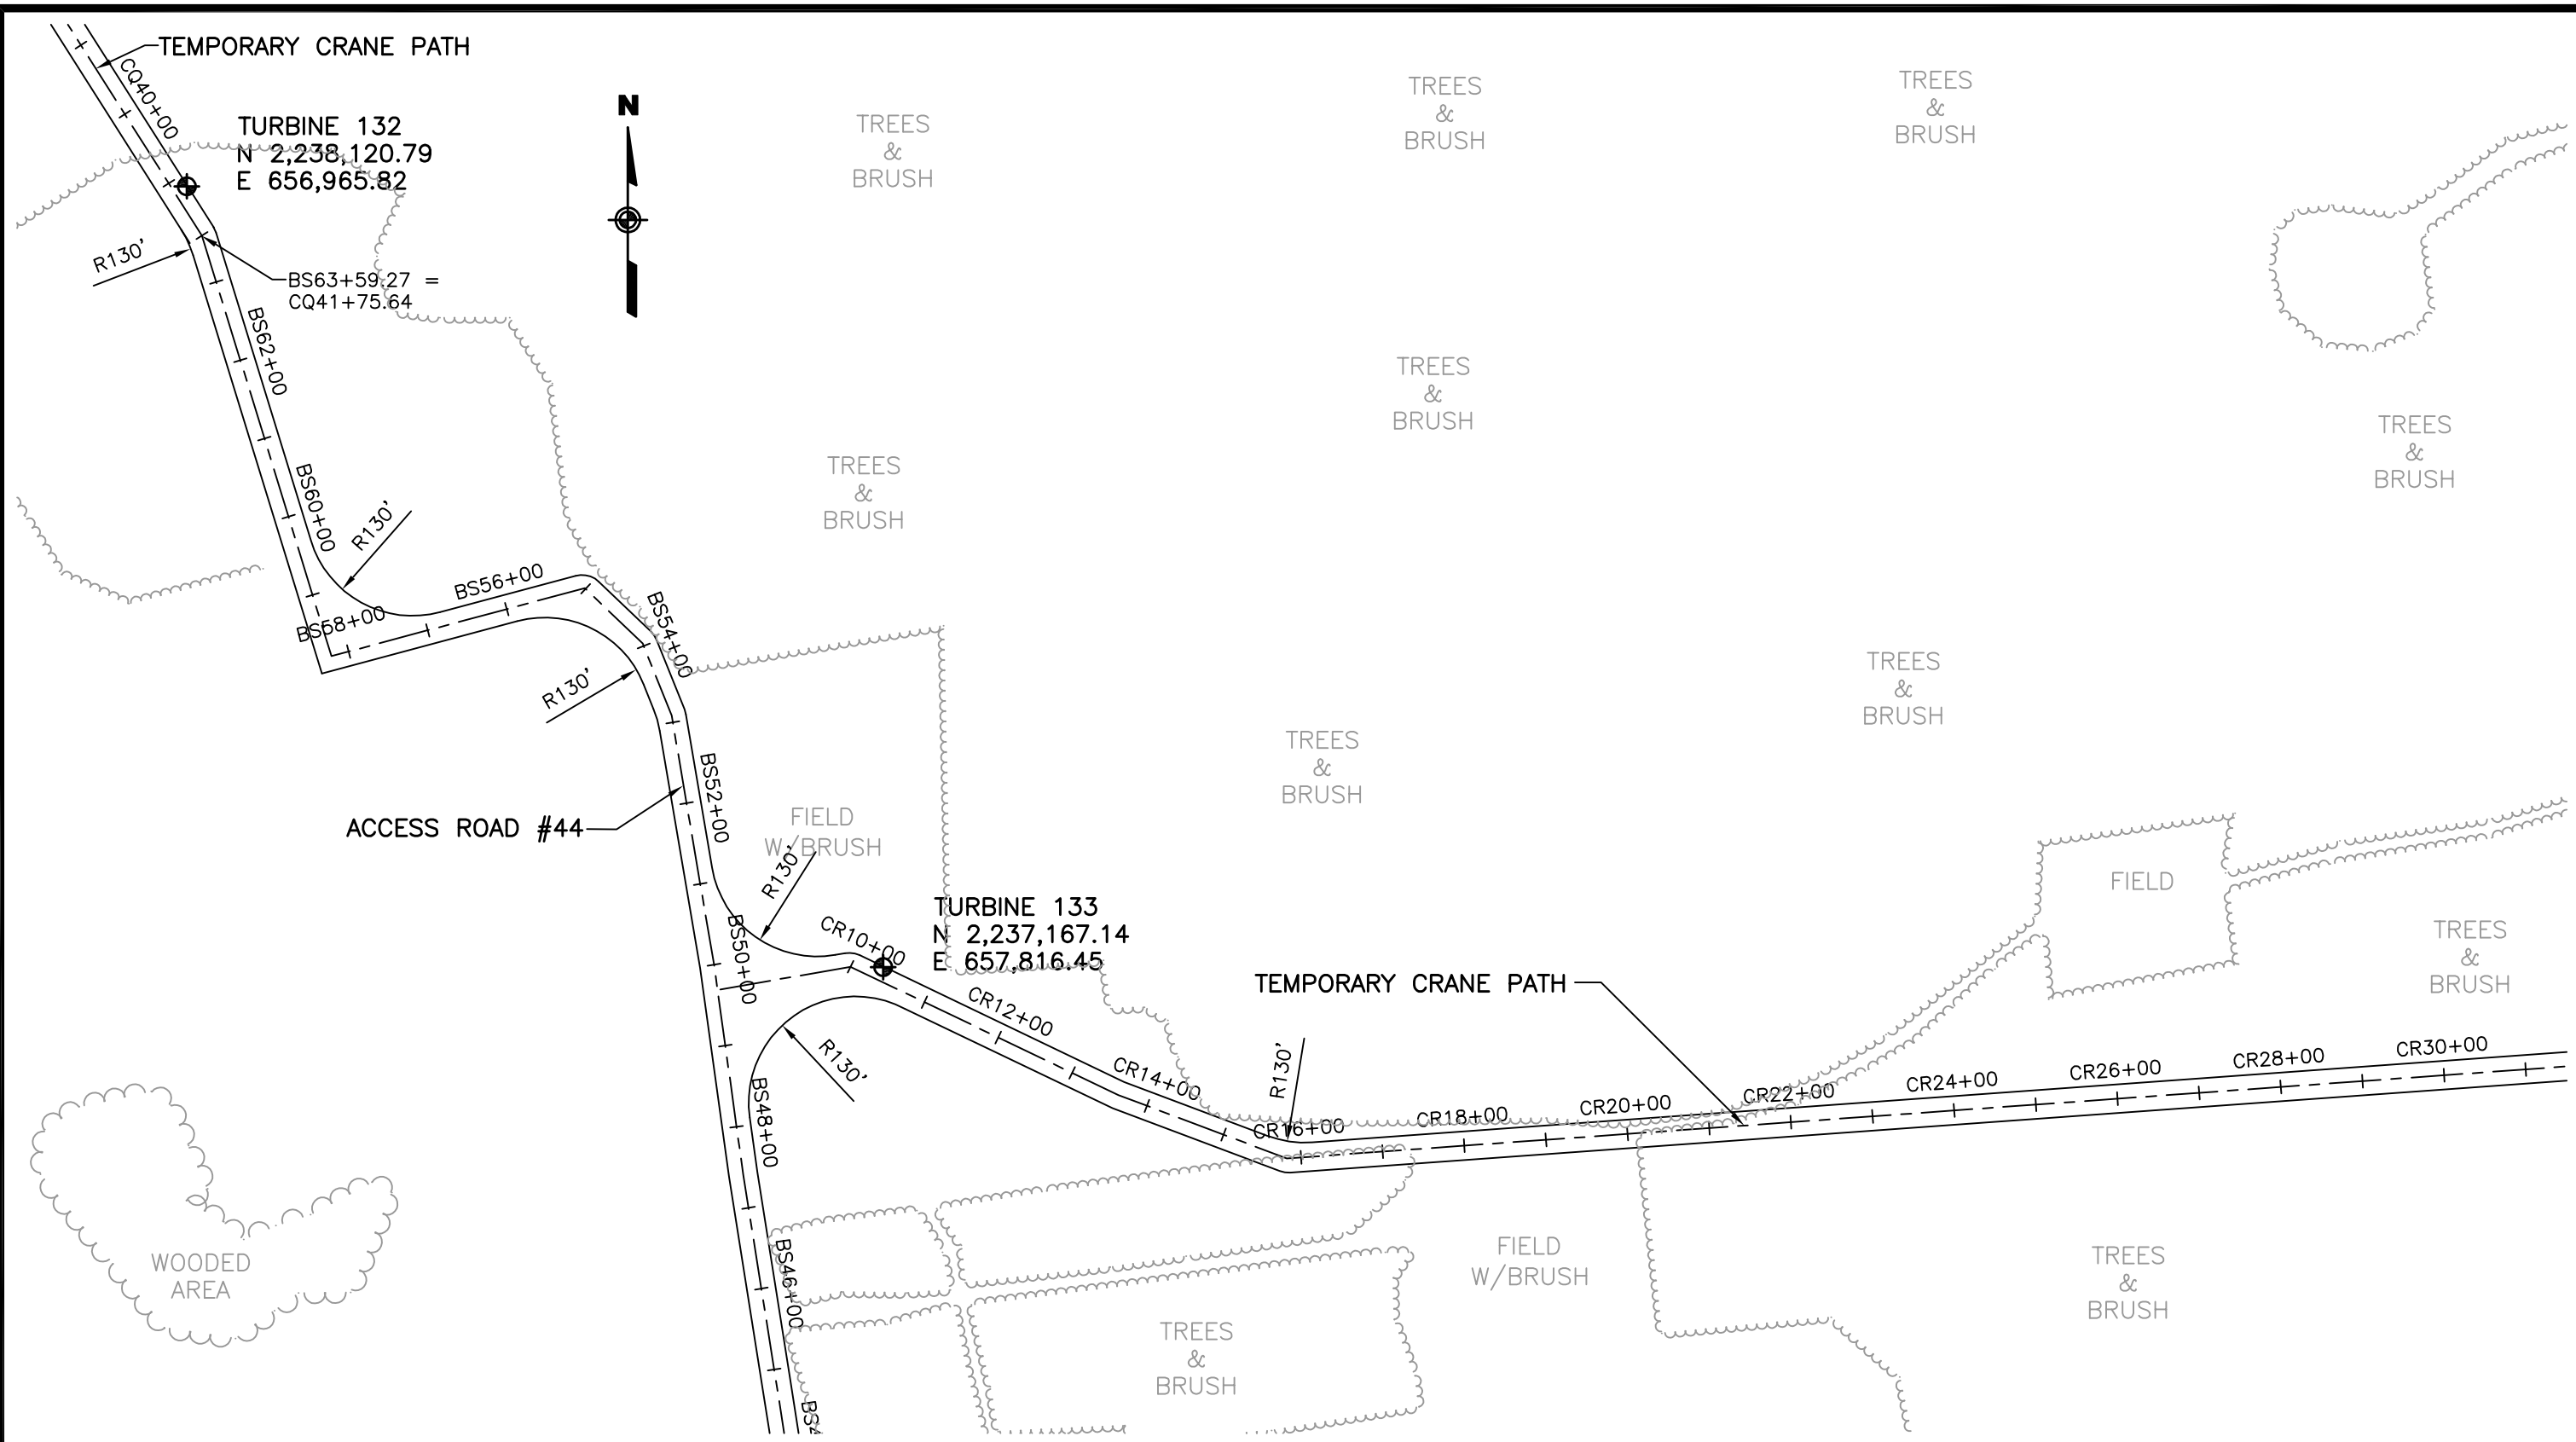 TEMPORARY CRANE PATH
CQ40+00
TURBINE 132
N 2,238,120.79
E 656,965.82
N
TREES
&
BRUSH
TREES
&
BRUSH
TREES
&
BRUSH
R130'
BS63+59.27 =
CQ41+75.64
BS62+00
TREES
&
BRUSH
TREES
&
BRUSH
TREES
&
BRUSH
BS60+00
R130'
BS58+00
BS56+00
BS54+00
R130'
TREES
&
BRUSH
TREES
&
BRUSH
BS52+00
ACCESS ROAD #44
FIELD
W/BRUSH
R130'
FIELD
TURBINE 133
N 2,237,167.14
E 657,816.45
CR10+00
BS50+00
TREES
&
BRUSH
TEMPORARY CRANE PATH
CR12+00
R130'
CR14+00
R130'
CR16+00
CR18+00
CR20+00
CR22+00
CR24+00
CR26+00
CR28+00
CR30+00
BS48+00
WOODED
AREA
BS46+00
FIELD
W/BRUSH
TREES
&
BRUSH
TREES
&
BRUSH